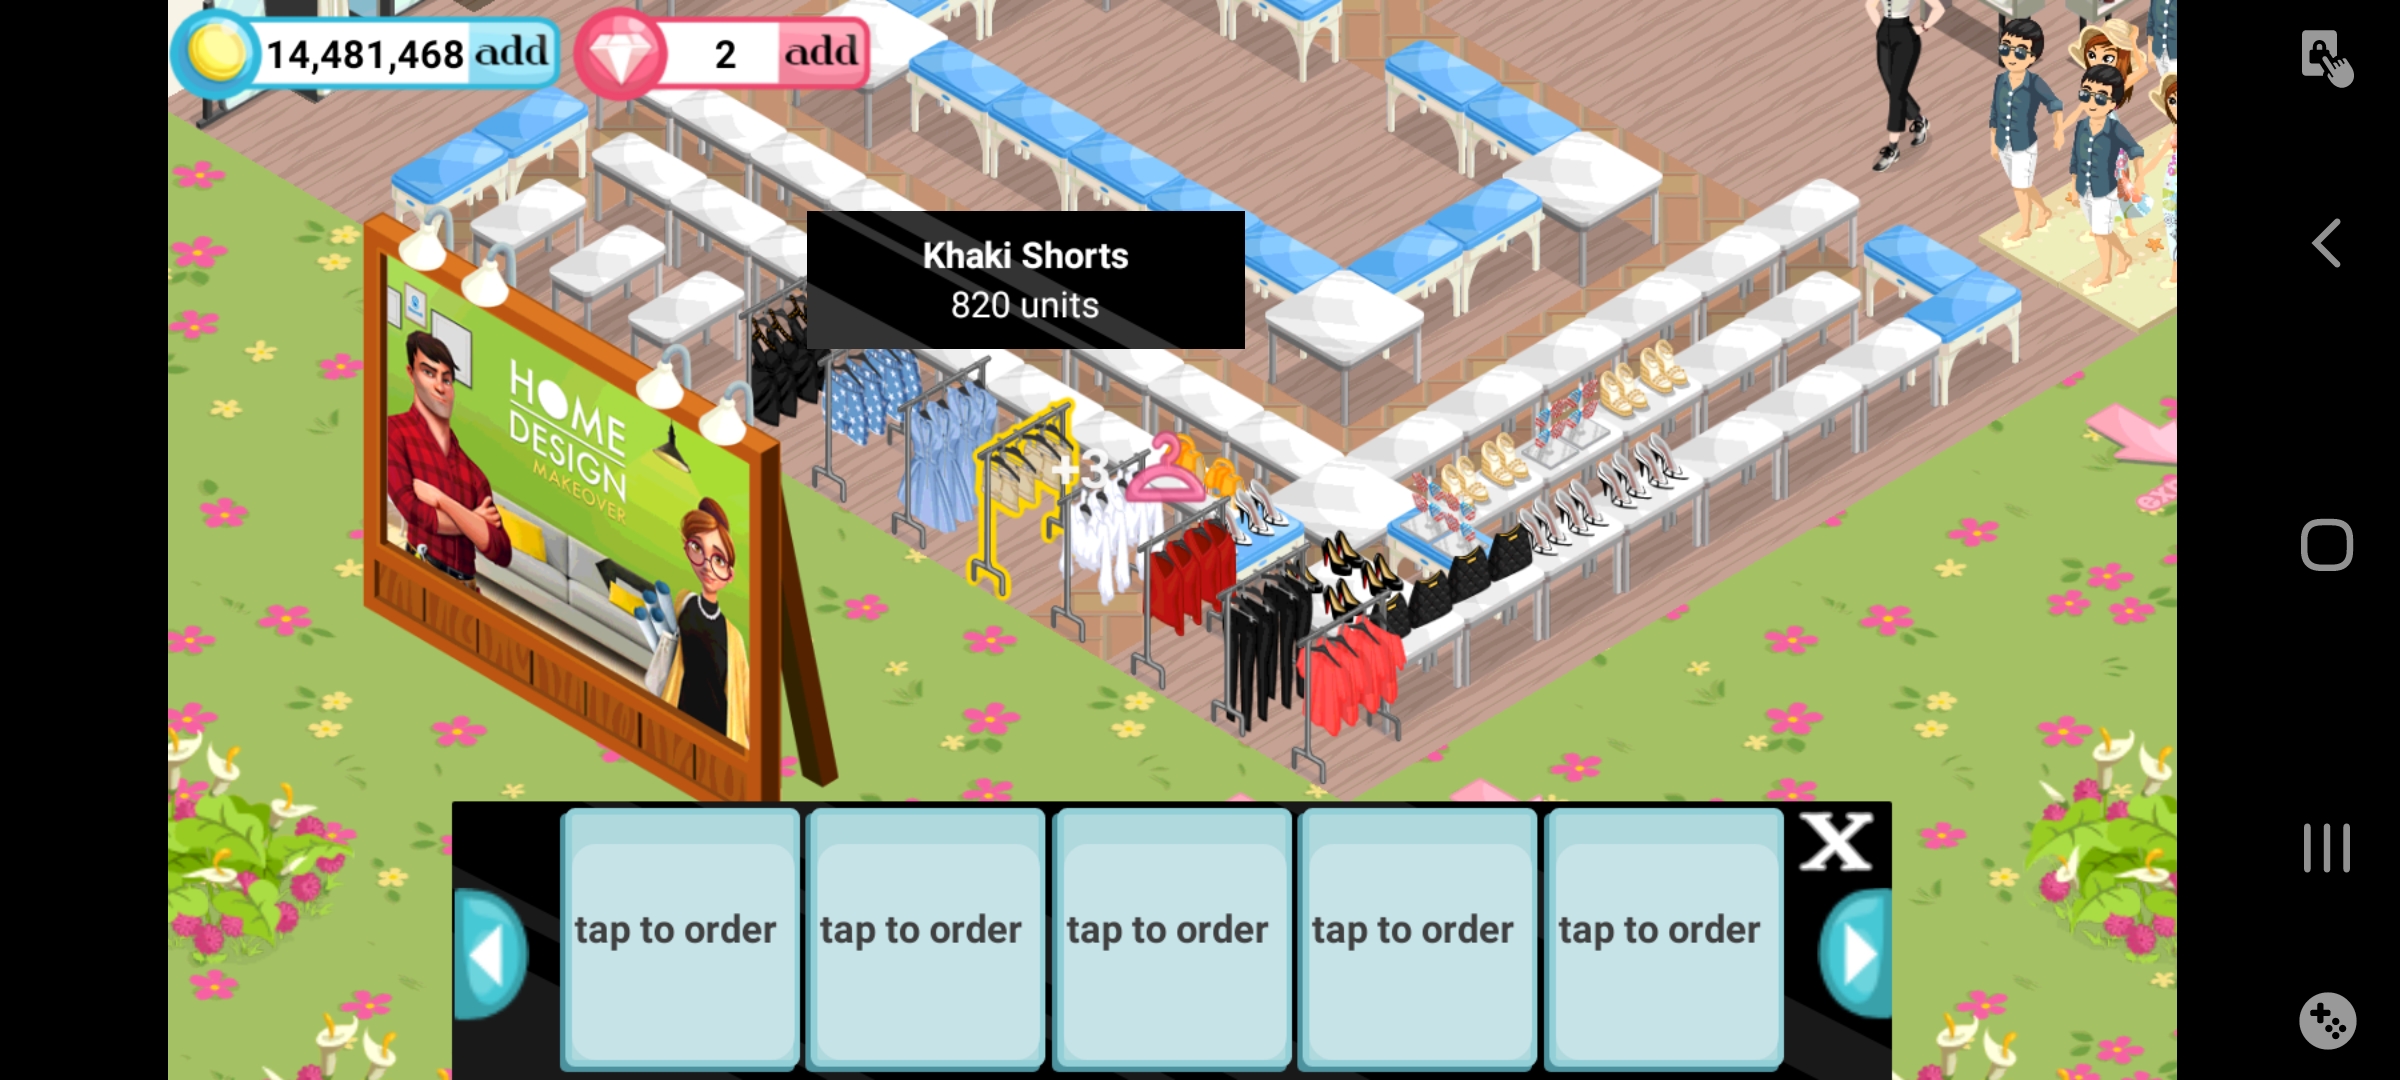 14,481,468 add
2 add
Khaki Shorts
820 units
HOME
DESIGN
MAKEOVER
+3
tap to order
tap to order
tap to order
tap to order
tap to order
X